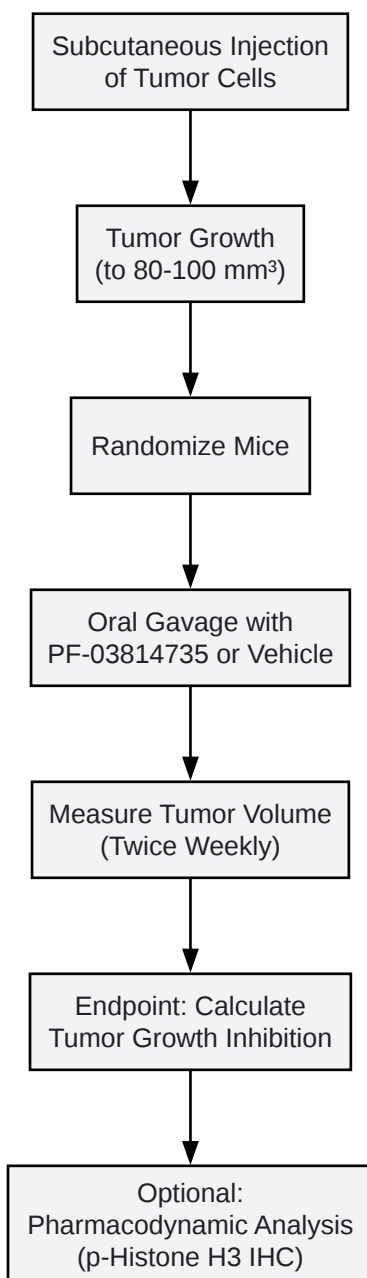 Subcutaneous Injection
of Tumor Cells
Tumor Growth
(to 80-100 mm³)
Randomize Mice
Oral Gavage with
PF-03814735 or Vehicle
Measure Tumor Volume
(Twice Weekly)
Endpoint: Calculate
Tumor Growth Inhibition
Optional:
Pharmacodynamic Analysis
(p-Histone H3 IHC)